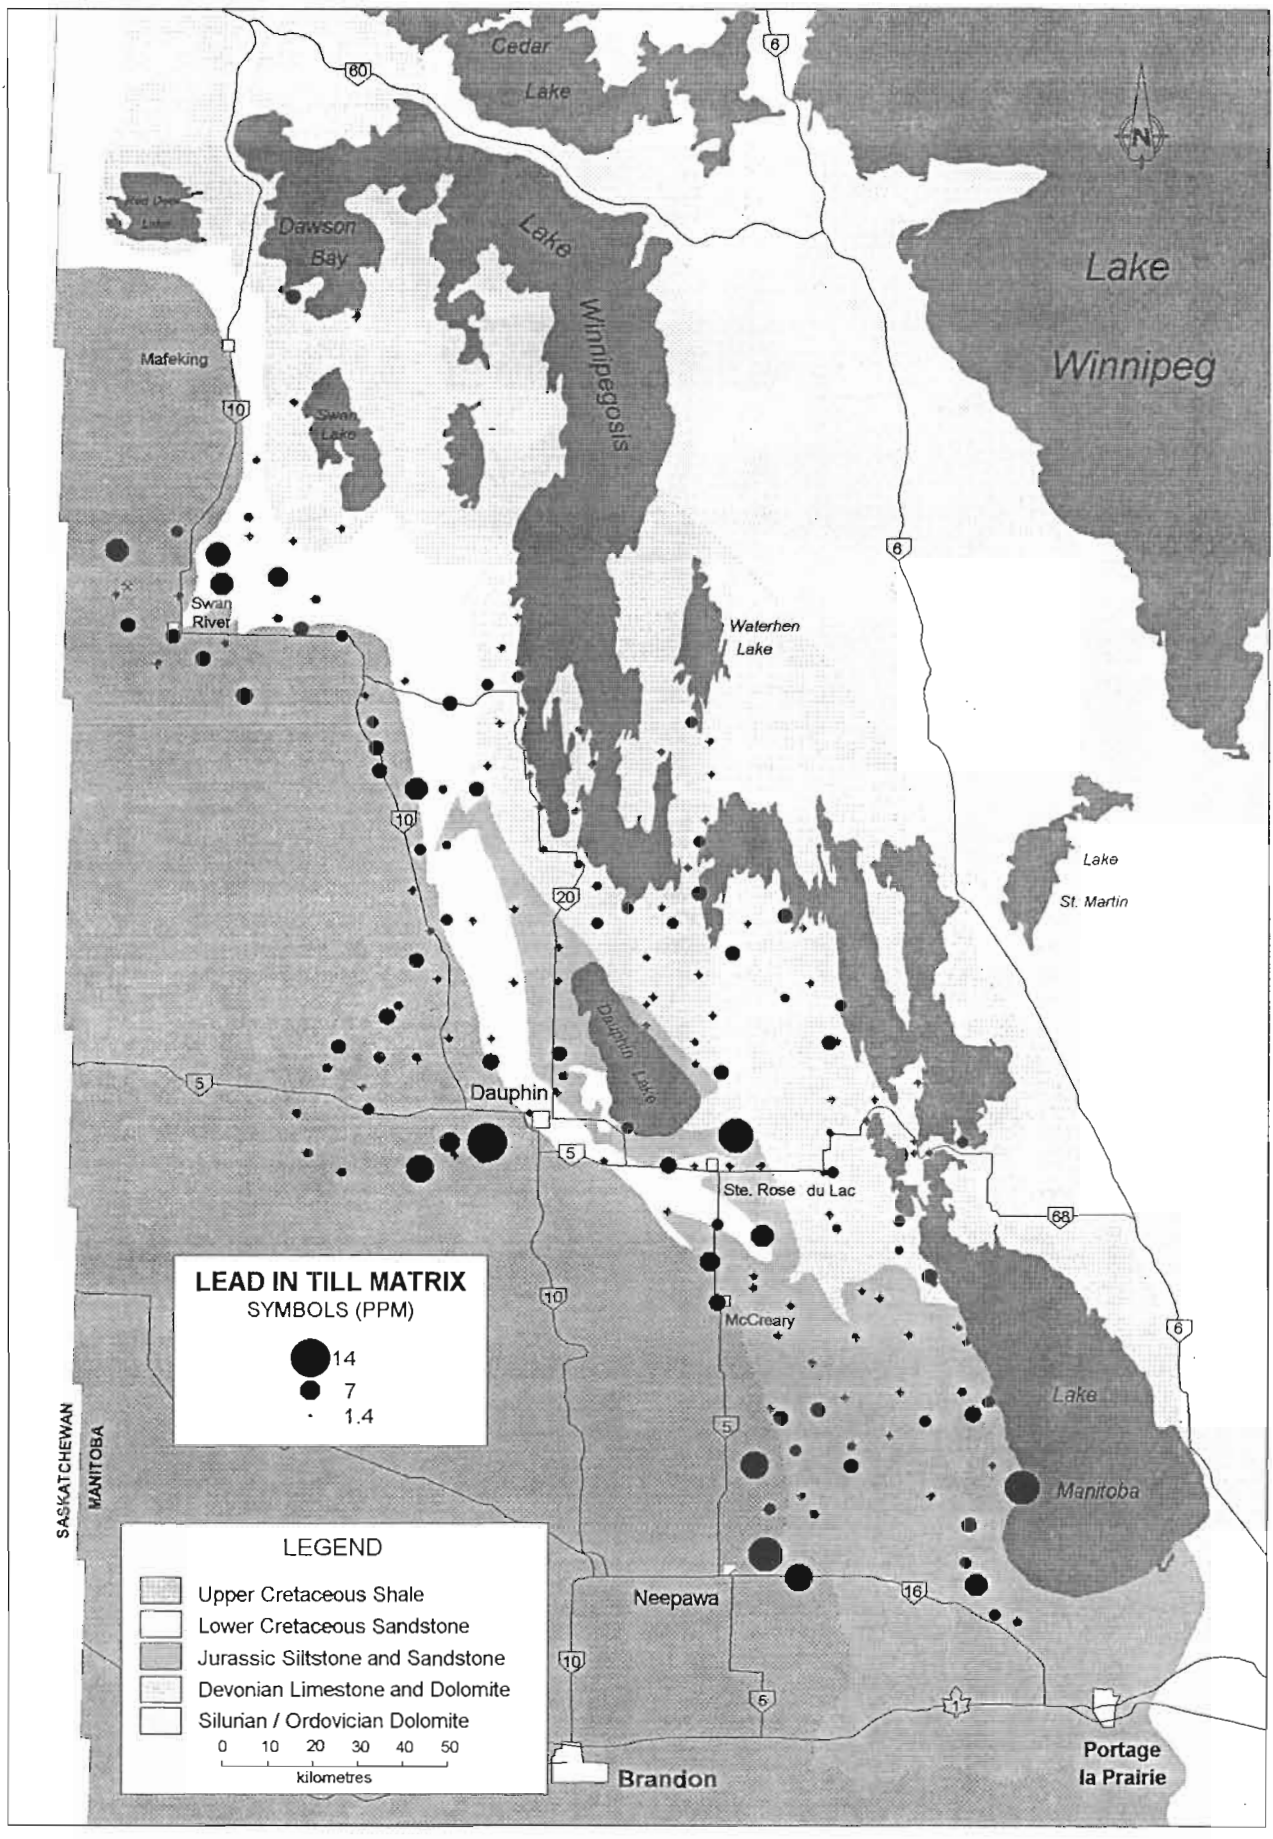 Cedar
Lake
6
60
N
Red Deer
Lake
Dawson
Bay
Lake
Winnipegosis
Lake
Winnipeg
Mafeking
10
Swan
Lake
6
Swan
River
Waterhen
Lake
10
Lake
St. Martin
20
Dauphin
Lake
5
Dauphin
5
Ste. Rose du Lac
68
LEAD IN TILL MATRIX
SYMBOLS (PPM)
14
7
1.4
10
McCreary
6
Lake
Manitoba
5
SASKATCHEWAN
MANITOBA
LEGEND
Upper Cretaceous Shale
Lower Cretaceous Sandstone
Jurassic Siltstone and Sandstone
Devonian Limestone and Dolomite
Silurian / Ordovician Dolomite
0 10 20 30 40 50
kilometres
Neepawa
16
10
5
1
Brandon
Portage
la Prairie